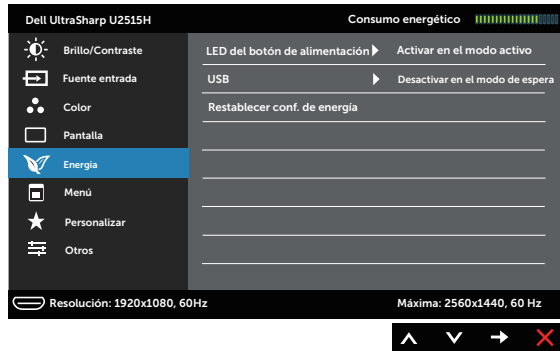 Dell UltraSharp U2515H Consumo energético
Brillo/Contraste LED del botón de alimentación Activar en el modo activo
Fuente entrada USB Desactivar en el modo de espera
Color Restablecer conf. de energía
Pantalla
Energia
Menú
Personalizar
Otros
Resolución: 1920x1080, 60Hz Máxima: 2560x1440, 60 Hz